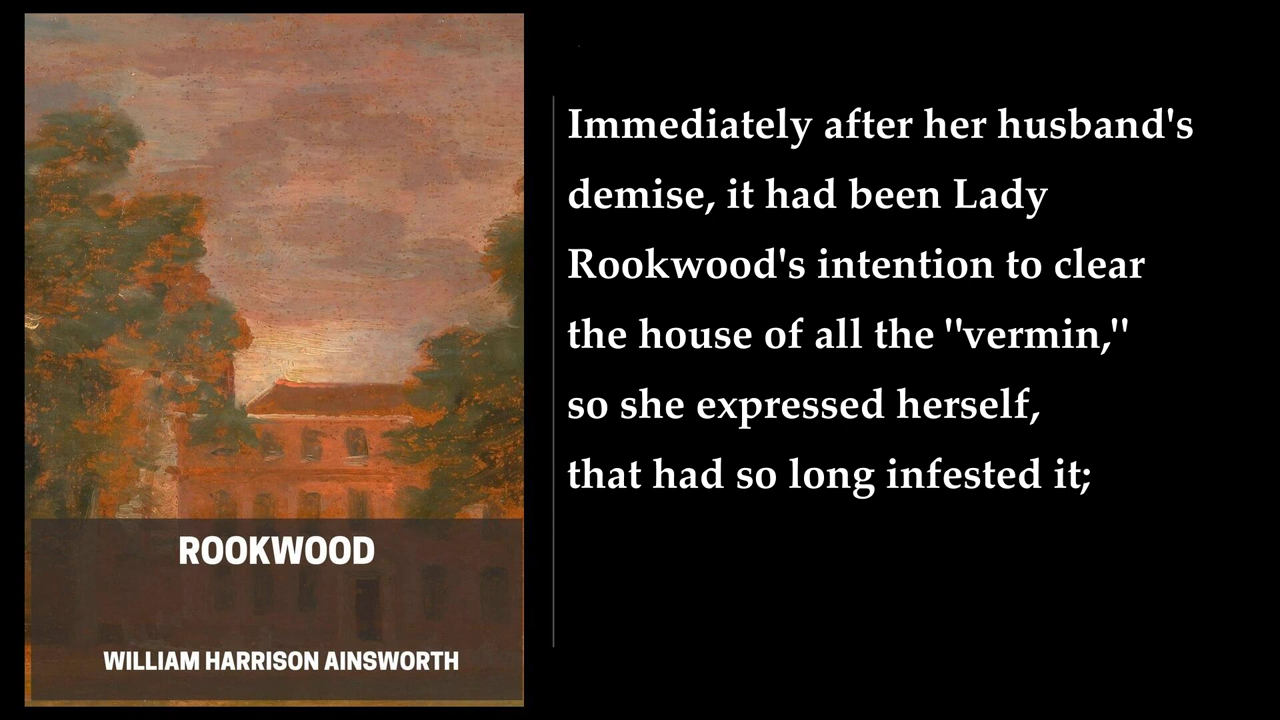 ROOKWOOD
WILLIAM HARRISON AINSWORTH
Immediately after her husband's
demise, it had been Lady
Rookwood's intention to clear
the house of all the "vermin,"
so she expressed herself,
that had so long infested it;